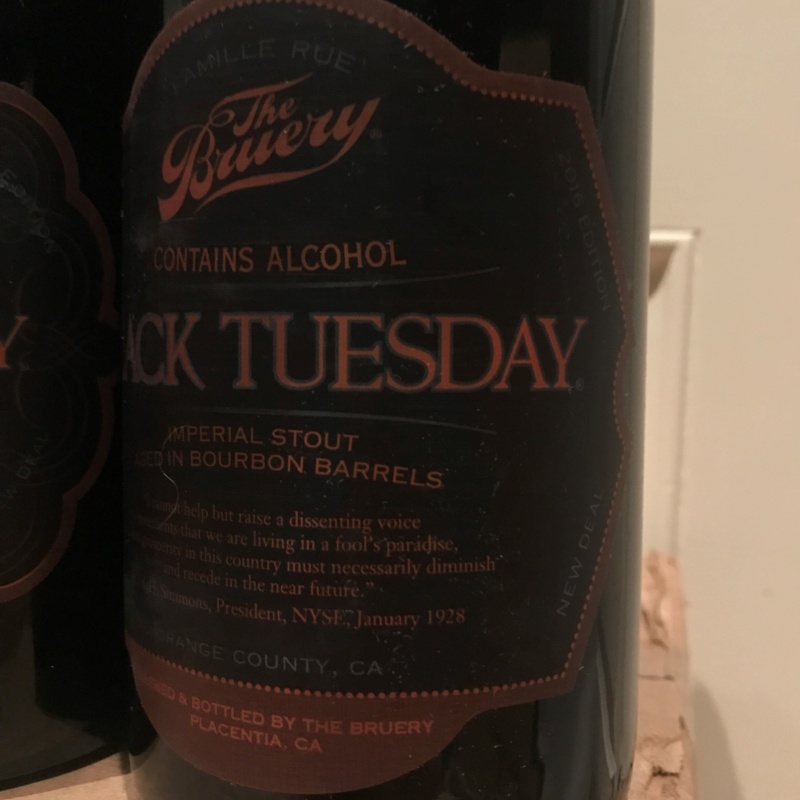 FAMILLE RUE
The
Bruery
CONTAINS ALCOHOL
2016 EDITION
ACK TUESDAY
IMPERIAL STOUT
IN BOURBON BARRELS
help but raise a dissenting voice
that we are living in a fool's paradise,
in this country must necessarily diminish
and recede in the near future."
Simmons, President, NYSE, January 1928
NEW DEAL
RANGE COUNTY, CA
& BOTTLED BY THE BRUERY
PLACENTIA, CA
Y